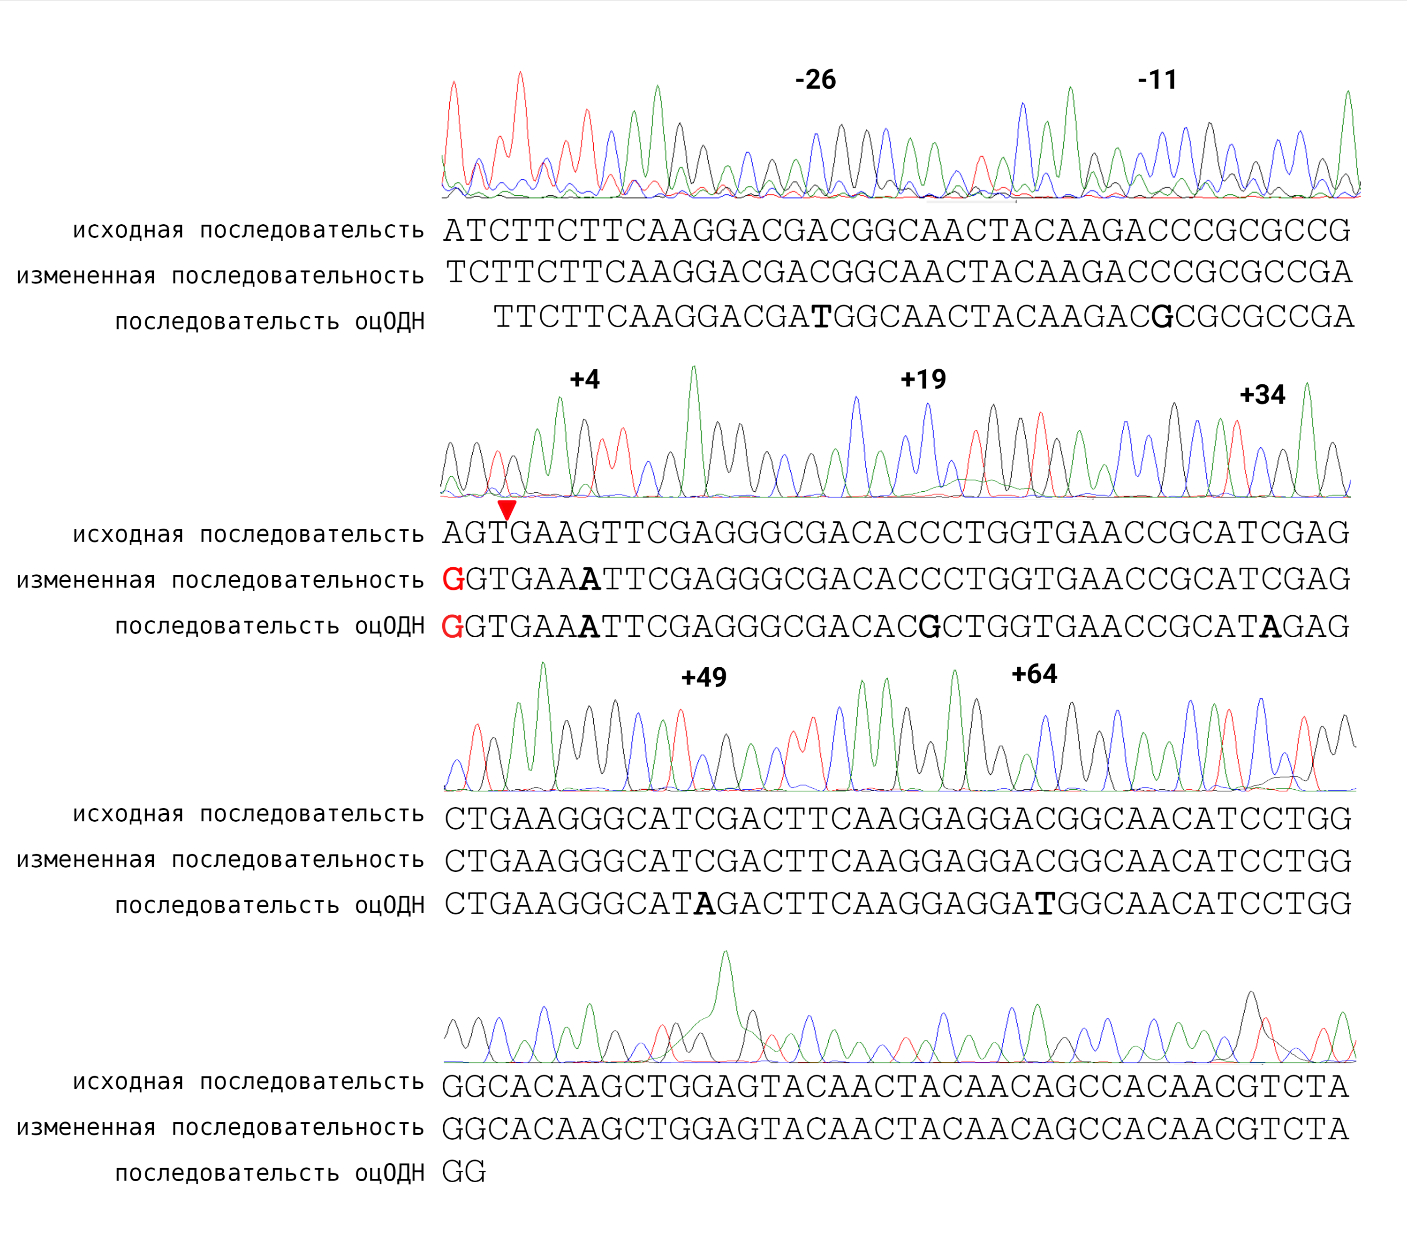 -26 -11
исходная последовательсть ATCTTCTTCAAGGACGACGGCAACTACAAGACCCGCGCCG
измененная последовательность TCTTCTTCAAGGACGACGGCAACTACAAGACCCGCGCCGA
последовательсть оцОДН TTCTTCAAGGACGATGGCAACTACAAGACGCGCGCCGA
+4 +19 +34
исходная последовательсть AGTGAAGTTCGAGGGCGACACCCTGGTGAACCGCATCGAG
измененная последовательность GGTGAAATTCGAGGGCGACACCCTGGTGAACCGCATCGAG
последовательсть оцОДН GGTGAAATTCGAGGGCGACACGCTGGTGAACCGCATAGAG
+49 +64
исходная последовательсть CTGAAGGGCATCGACTTCAAGGAGGACGGCAACATCCTGG
измененная последовательность CTGAAGGGCATCGACTTCAAGGAGGACGGCAACATCCTGG
последовательсть оцОДН CTGAAGGGCATAGACTTCAAGGAGGATGGCAACATCCTGG
исходная последовательсть GGCACAAGCTGGAGTACAACTACAACAGCCACAACGTCTA
измененная последовательность GGCACAAGCTGGAGTACAACTACAACAGCCACAACGTCTA
последовательсть оцОДН GG